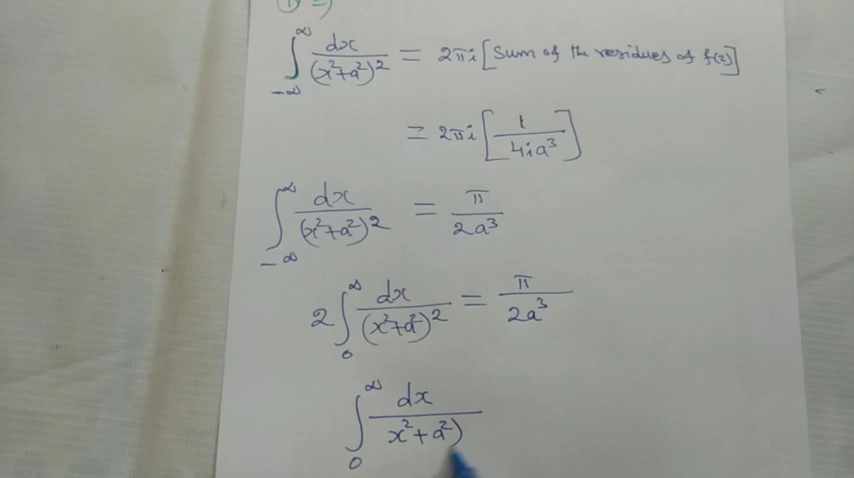 ① ⇒
∫_{-∞}^{∞} dx/(x²+a²)² = 2πi [Sum of the residues of f(z)]
= 2πi [1/4ia³]
∫_{-∞}^{∞} dx/(x²+a²)² = π/2a³
2 ∫_0^∞ dx/(x²+a²)² = π/2a³
∫_0^∞ dx/x²+a²)